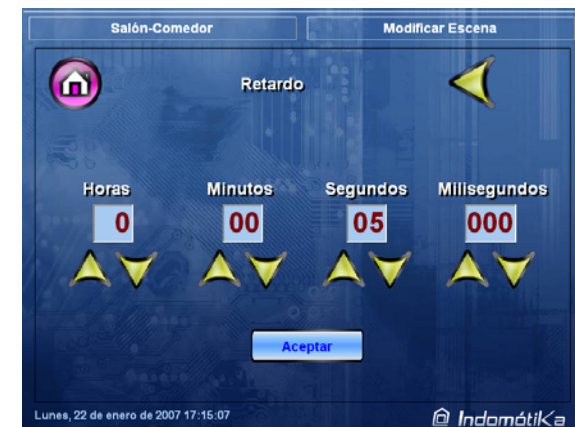 Salón-Comedor
Modificar Escena
Retardo
Horas
Minutos
Segundos
Milisegundos
0
00
05
000
Aceptar
Lunes, 22 de enero de 2007 17:15:07
Indomótika